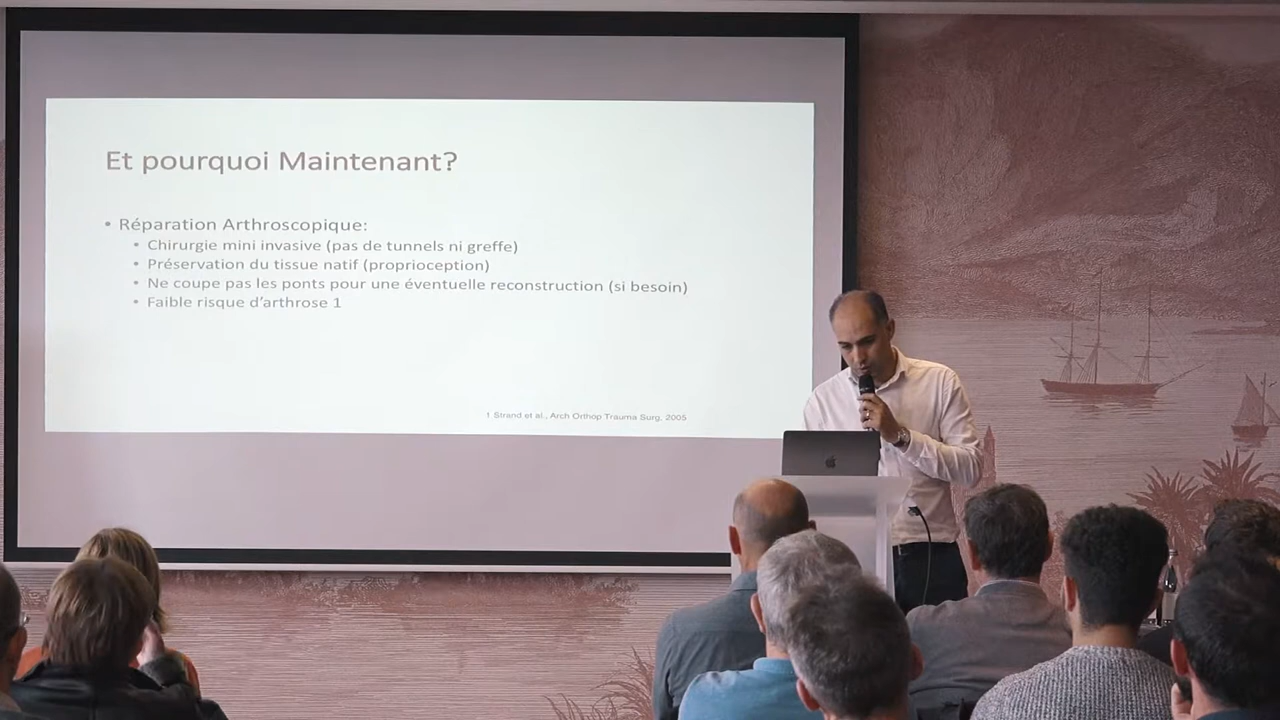 Et pourquoi Maintenant?
• Réparation Arthroscopique:
• Chirurgie mini invasive (pas de tunnels ni greffe)
• Préservation du tissue natif (proprioception)
• Ne coupe pas les ponts pour une éventuelle reconstruction (si besoin)
• Faible risque d'arthrose 1
1 Strand et al., Arch Orthop Trauma Surg, 2005